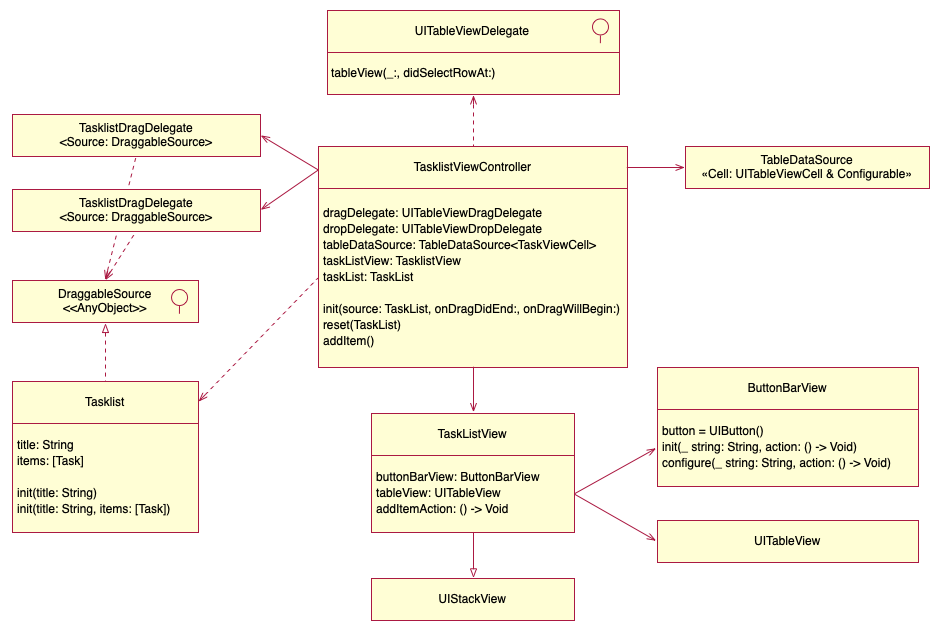 UITableViewDelegate
tableView(_:, didSelectRowAt:)
TasklistDragDelegate
<Source: DraggableSource>
TasklistDragDelegate
<Source: DraggableSource>
DraggableSource
<<AnyObject>>
Tasklist
title: String
items: [Task]
init(title: String)
init(title: String, items: [Task])
TasklistViewController
dragDelegate: UITableViewDragDelegate
dropDelegate: UITableViewDropDelegate
tableDataSource: TableDataSource<TaskViewCell>
taskListView: TasklistView
taskList: TaskList
init(source: TaskList, onDragDidEnd:, onDragWillBegin:)
reset(TaskList)
addItem()
TableDataSource
«Cell: UITableViewCell & Configurable»
TaskListView
buttonBarView: ButtonBarView
tableView: UITableView
addItemAction: () -> Void
UIStackView
ButtonBarView
button = UIButton()
init(_ string: String, action: () -> Void)
configure(_ string: String, action: () -> Void)
UITableView